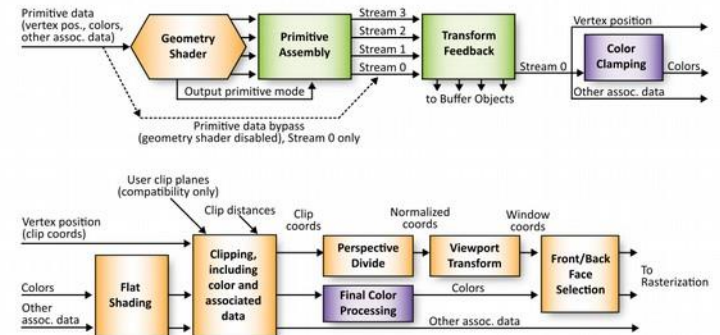 Primitive data
(vertex pos., colors,
other assoc. data)
Geometry
Shader
Primitive
Assembly
Stream 3
Stream 2
Stream 1
Stream 0
Transform
Feedback
Stream 0
Vertex position
Color
Clamping
Colors
Other assoc. data
Output primitive mode
to Buffer Objects
Primitive data bypass
(geometry shader disabled), Stream 0 only
User clip planes
(compatibility only)
Clip distances
Vertex position
(clip coords)
Clip
coords
Normalized
coords
Window
coords
Colors
Other
assoc. data
Flat
Shading
Clipping,
including
color and
associated
data
Perspective
Divide
Viewport
Transform
Front/Back
Face
Selection
To
Rasterization
Final Color
Processing
Colors
Other assoc. data